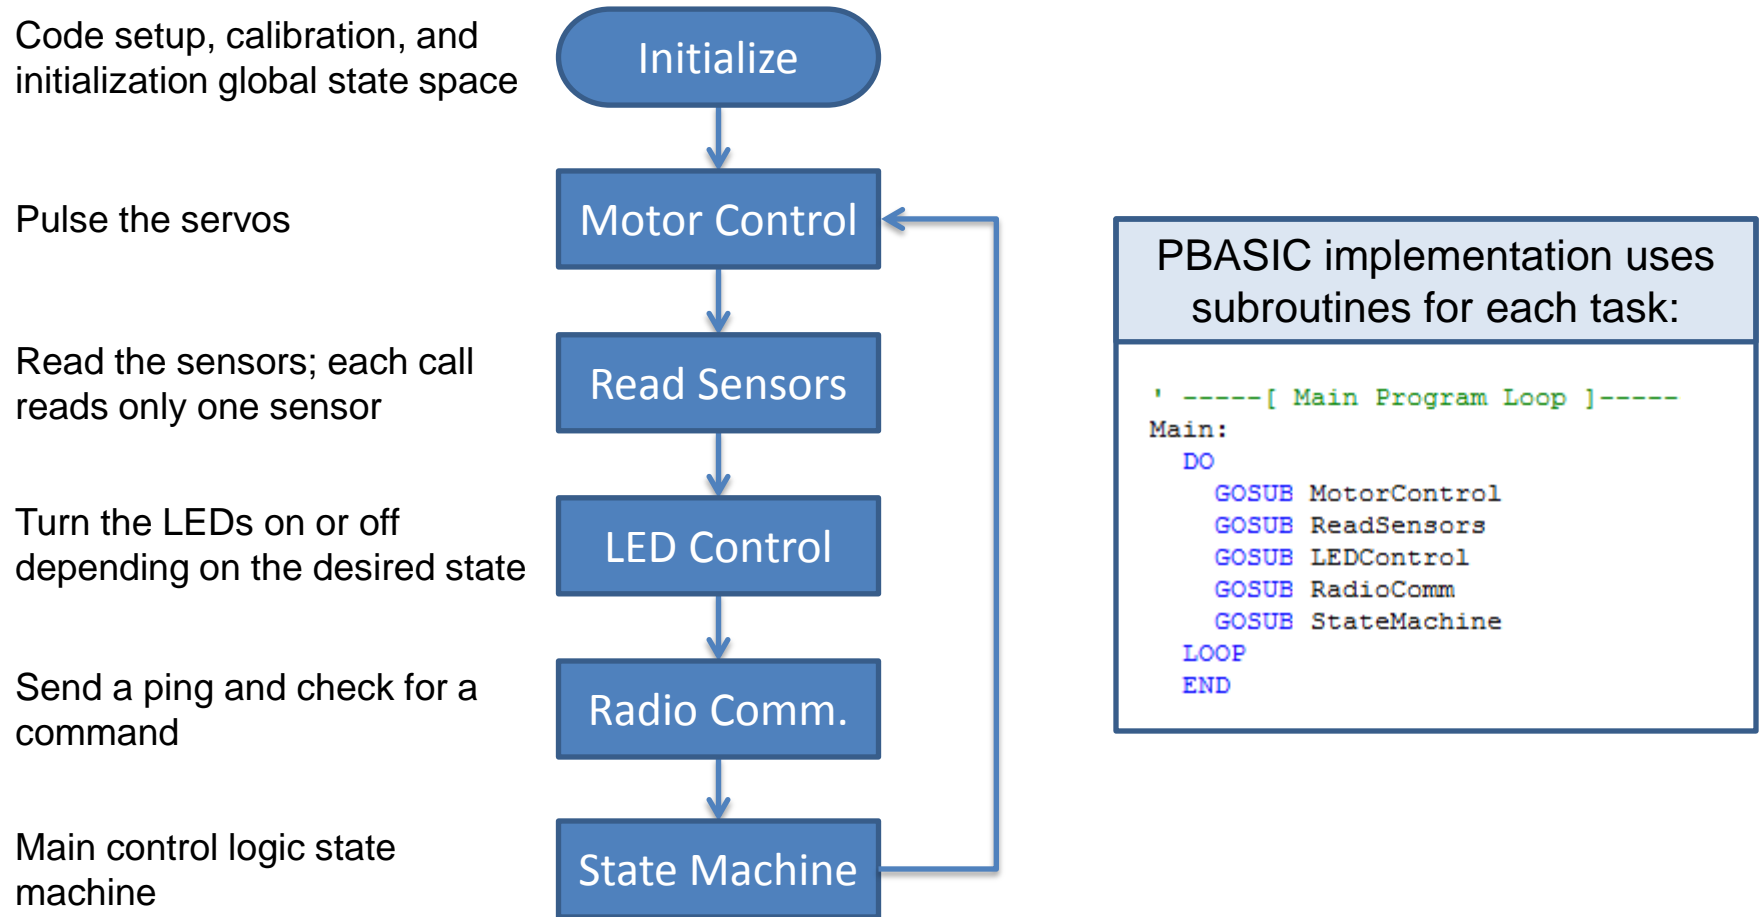 Code setup, calibration, and
initialization global state space
Initialize
Pulse the servos
Motor Control
Read the sensors; each call
reads only one sensor
Read Sensors
Turn the LEDs on or off
depending on the desired state
LED Control
Send a ping and check for a
command
Radio Comm.
Main control logic state
machine
State Machine
PBASIC implementation uses
subroutines for each task:
' -----[ Main Program Loop ]-----
Main:
DO
GOSUB MotorControl
GOSUB ReadSensors
GOSUB LEDControl
GOSUB RadioComm
GOSUB StateMachine
LOOP
END